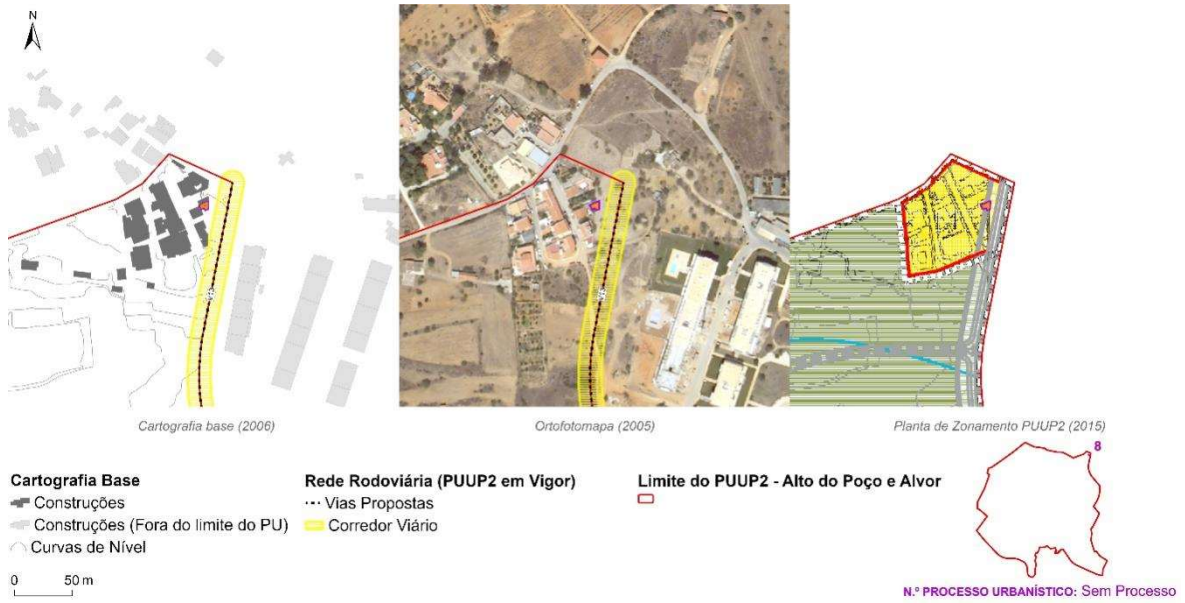 N
Cartografia base (2006)
Ortofotomapa (2005)
Planta de Zonamento PUUP2 (2015)
Cartografia Base
Construções
Construções (Fora do limite do PU)
Curvas de Nível
Rede Rodoviária (PUUP2 em Vigor)
Vias Propostas
Corredor Viário
Limite do PUUP2 - Alto do Poço e Alvor
8
0 50 m
N.º PROCESSO URBANÍSTICO: Sem Processo